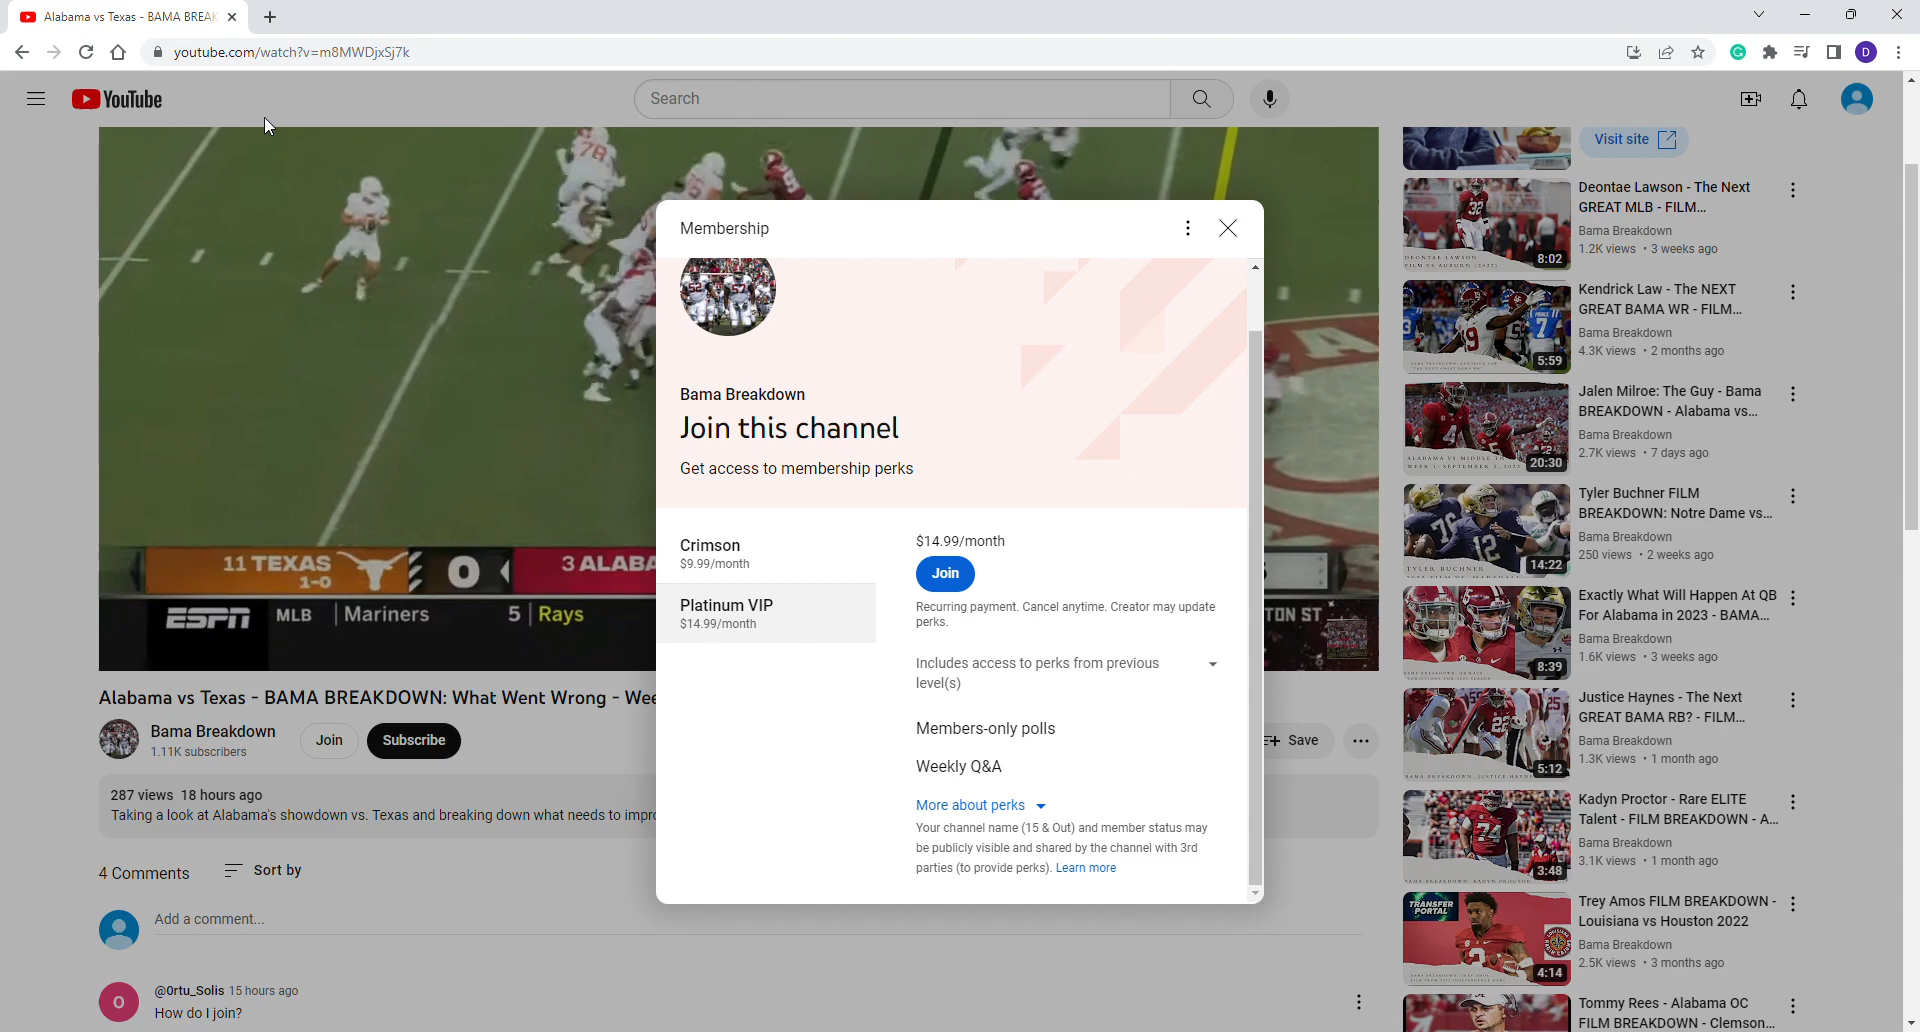 Alabama vs Texas - BAMA BREAK
youtube.com/watch?v=m8MWDjxSj7k
D
YouTube
Search
Visit site
Deontae Lawson - The Next
GREAT MLB - FILM...
Bama Breakdown
1.2K views • 3 weeks ago
8:02
Kendrick Law - The NEXT
GREAT BAMA WR - FILM...
Bama Breakdown
4.3K views • 2 months ago
5:59
Jalen Milroe: The Guy - Bama
BREAKDOWN - Alabama vs...
Bama Breakdown
2.7K views • 7 days ago
20:30
Tyler Buchner FILM
BREAKDOWN: Notre Dame vs...
Bama Breakdown
250 views • 2 weeks ago
14:22
Exactly What Will Happen At QB
For Alabama in 2023 - BAMA...
Bama Breakdown
1.6K views • 3 weeks ago
8:39
Justice Haynes - The Next
GREAT BAMA RB? - FILM...
Bama Breakdown
1.3K views • 1 month ago
5:12
Kadyn Proctor - Rare ELITE
Talent - FILM BREAKDOWN - A...
Bama Breakdown
3.1K views • 1 month ago
3:48
TRANSFER
PORTAL
Trey Amos FILM BREAKDOWN -
Louisiana vs Houston 2022
Bama Breakdown
2.5K views • 3 months ago
4:14
Tommy Rees - Alabama OC
FILM BREAKDOWN - Clemson...
Membership
Bama Breakdown
Join this channel
Get access to membership perks
Crimson
$9.99/month
Platinum VIP
$14.99/month
$14.99/month
Join
Recurring payment. Cancel anytime. Creator may update
perks.
Includes access to perks from previous
level(s)
Members-only polls
Weekly Q&A
More about perks
Your channel name (15 & Out) and member status may
be publicly visible and shared by the channel with 3rd
parties (to provide perks). Learn more
11 TEXAS
1-0
0
3 ALABA
ESPN MLB Mariners 5 Rays
TON ST
Alabama vs Texas - BAMA BREAKDOWN: What Went Wrong - Wee
Bama Breakdown
1.11K subscribers
Join
Subscribe
Save
287 views 18 hours ago
Taking a look at Alabama's showdown vs. Texas and breaking down what needs to impro
4 Comments
Sort by
Add a comment...
O
@0rtu_Solis 15 hours ago
How do I join?